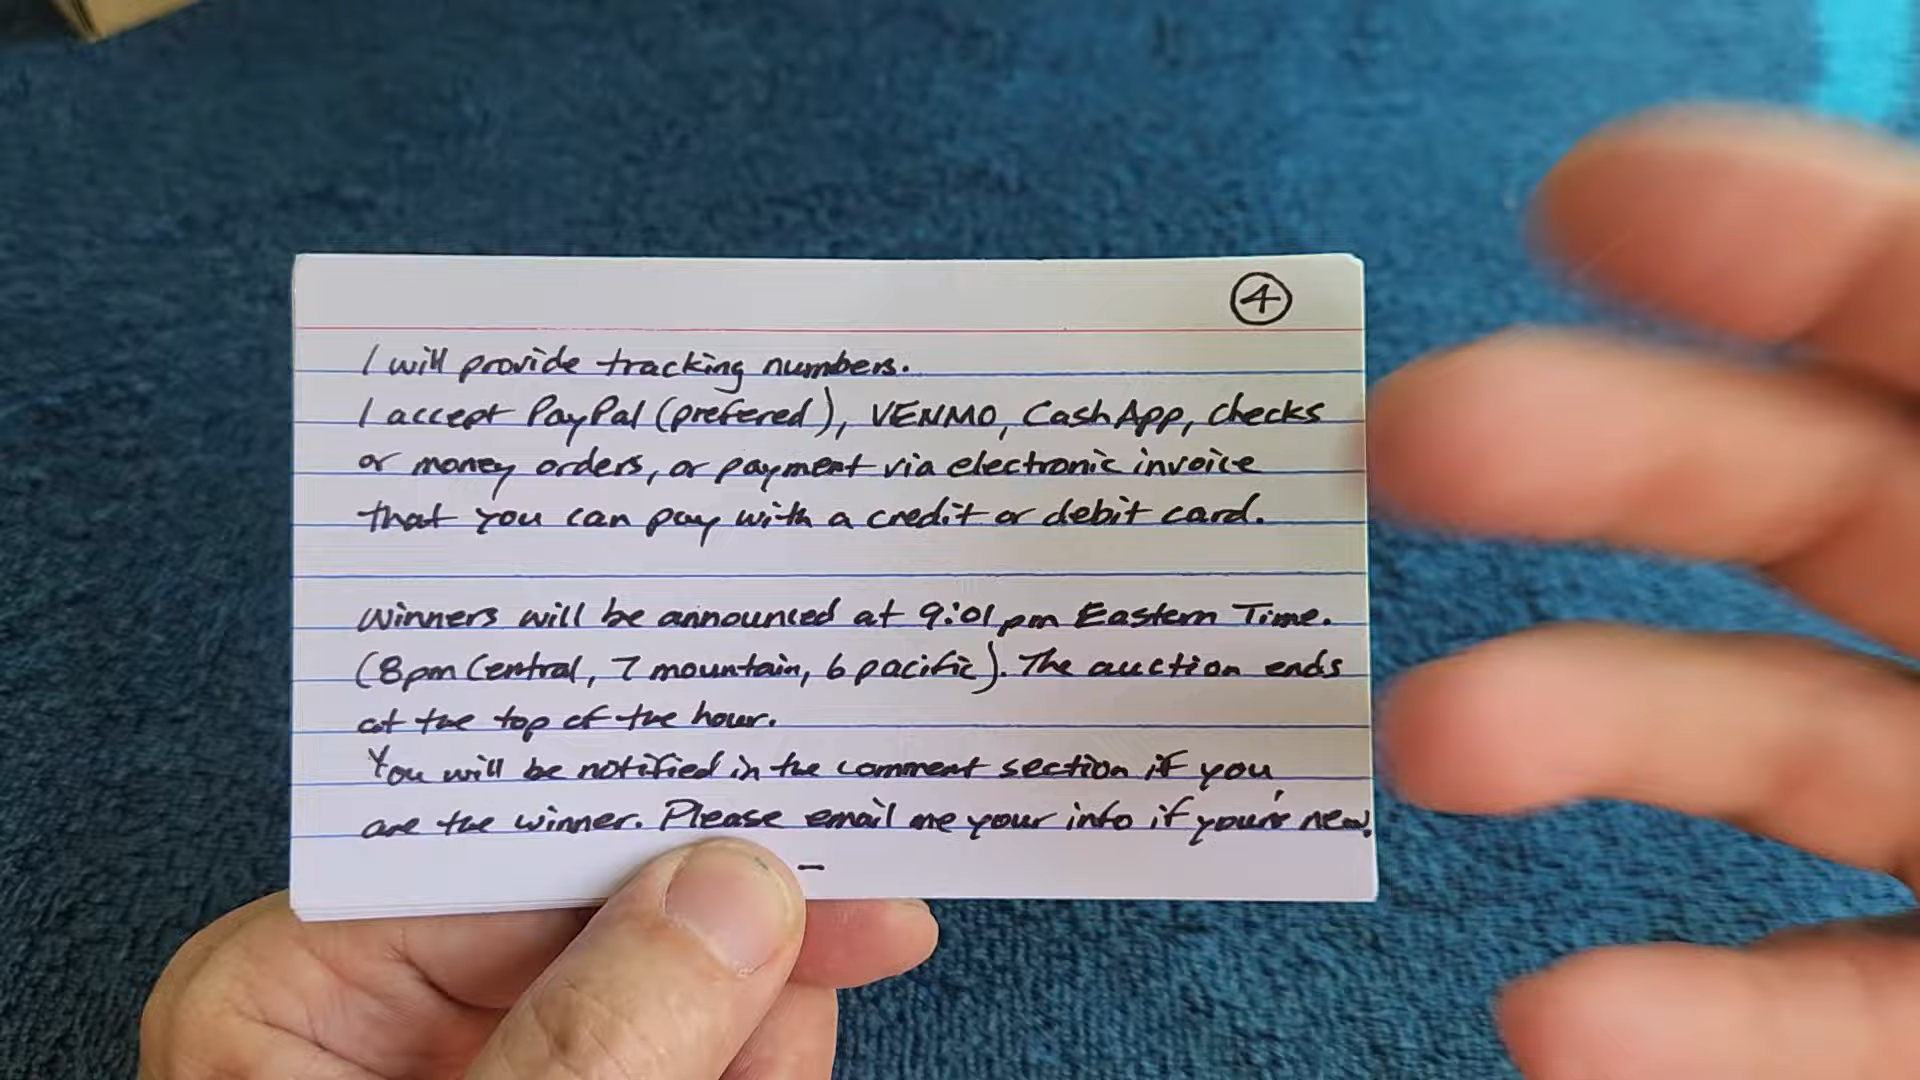 4
I will provide tracking numbers.
I accept PayPal (prefered), VENMO, Cash App, checks
or money orders, or payment via electronic invoice
that you can pay with a credit or debit card.
Winners will be announced at 9:01 pm Eastern Time.
(8pm Central, 7 mountain, 6 pacific). The auction ends
at the top of the hour.
You will be notified in the comment section if you
are the winner. Please email me your info if you're new.